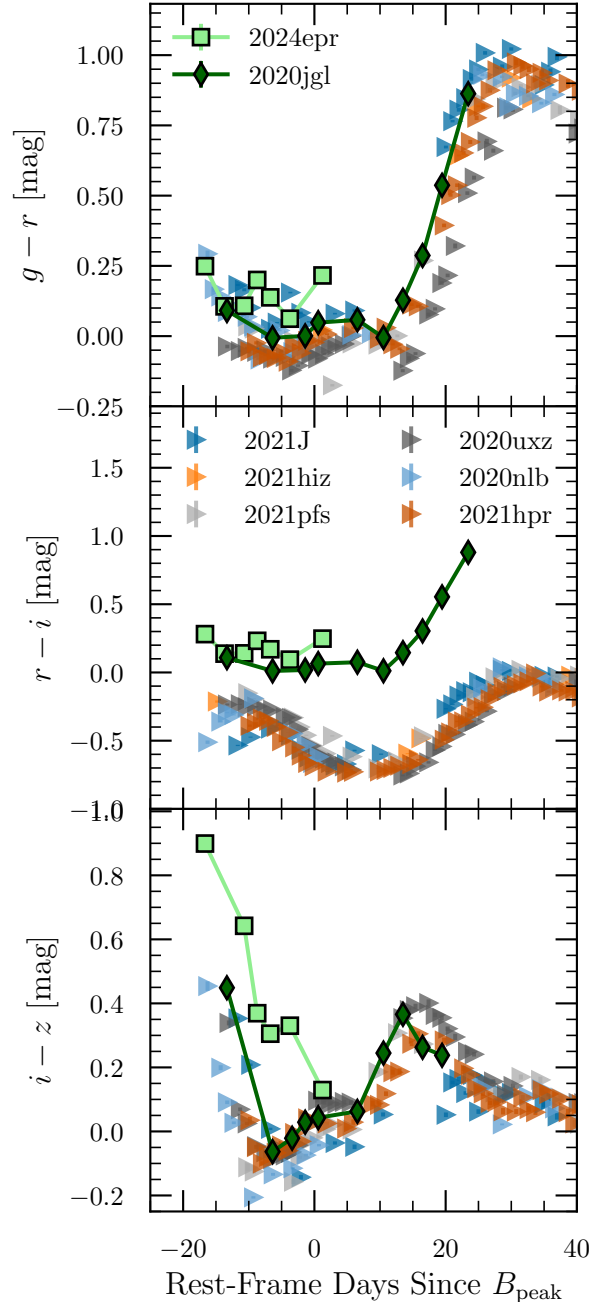 2024epr
2020jgl
1.00
0.75
0.50
0.25
0.00
−0.25
g − r [mag]
2021J
2021hiz
2021pfs
2020uxz
2020nlb
2021hpr
1.5
1.0
0.5
0.0
−0.5
−1.0
r − i [mag]
1.0
0.8
0.6
0.4
0.2
0.0
−0.2
i − z [mag]
−20 0 20 40
Rest-Frame Days Since B_peak